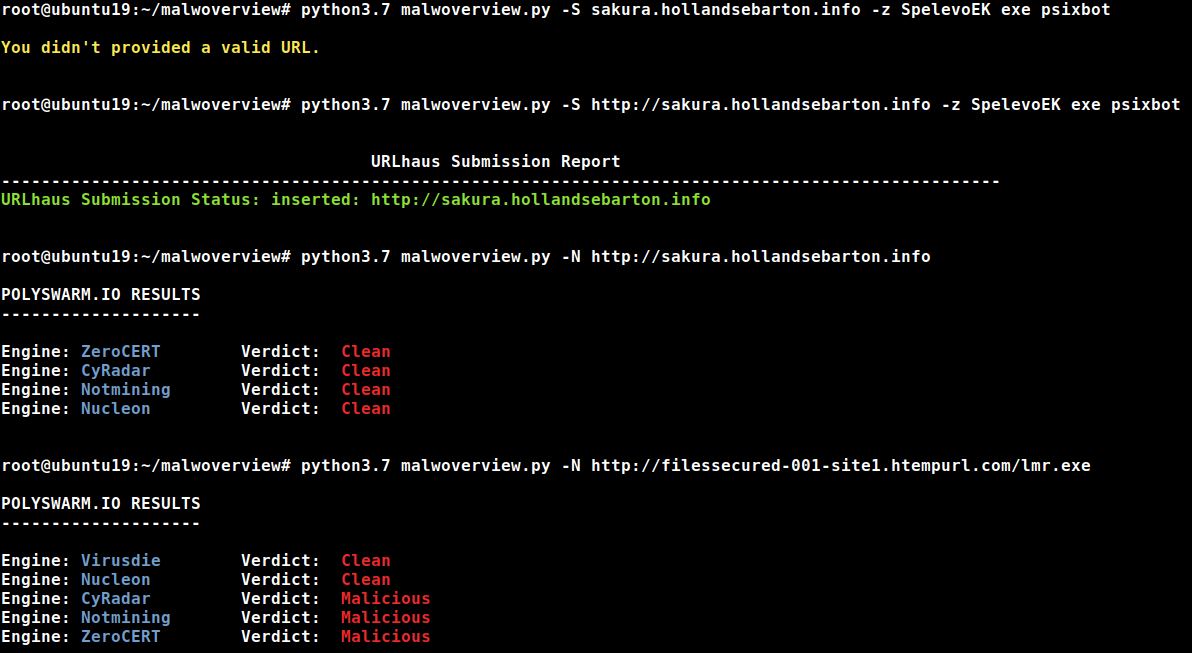 root@ubuntu19:~/malwoverview# python3.7 malwoverview.py -S sakura.hollandsebarton.info -z SpelevoEK exe psixbot
You didn't provided a valid URL.
root@ubuntu19:~/malwoverview# python3.7 malwoverview.py -S http://sakura.hollandsebarton.info -z SpelevoEK exe psixbot
URLhaus Submission Report
----------------------------------------------------------------------------------------------------
URLhaus Submission Status: inserted: http://sakura.hollandsebarton.info
root@ubuntu19:~/malwoverview# python3.7 malwoverview.py -N http://sakura.hollandsebarton.info
POLYSWARM.IO RESULTS
--------------------
Engine: ZeroCERT Verdict: Clean
Engine: CyRadar Verdict: Clean
Engine: Notmining Verdict: Clean
Engine: Nucleon Verdict: Clean
root@ubuntu19:~/malwoverview# python3.7 malwoverview.py -N http://filessecured-001-site1.htempurl.com/lmr.exe
POLYSWARM.IO RESULTS
--------------------
Engine: Virusdie Verdict: Clean
Engine: Nucleon Verdict: Clean
Engine: CyRadar Verdict: Malicious
Engine: Notmining Verdict: Malicious
Engine: ZeroCERT Verdict: Malicious